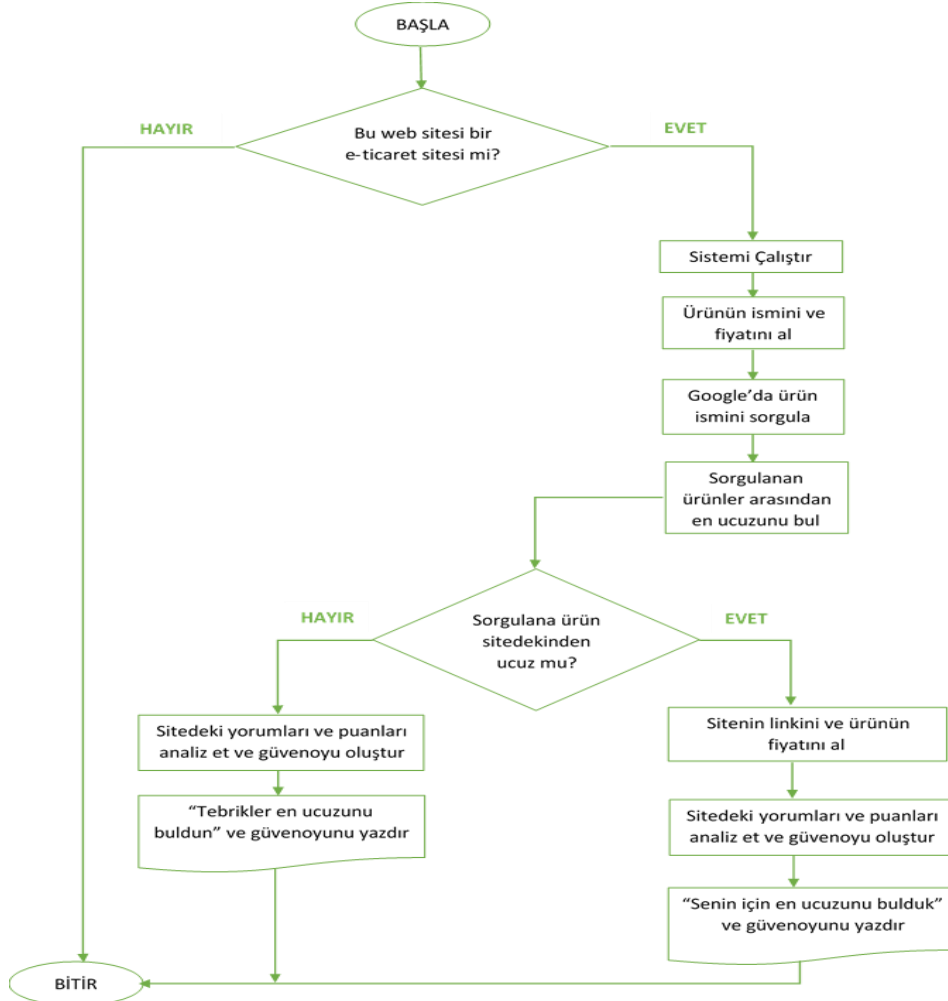 BAŞLA
HAYIR
EVET
Bu web sitesi bir
e-ticaret sitesi mi?
Sistemi Çalıştır
Ürünün ismini ve
fiyatını al
Google’da ürün
ismini sorgula
Sorgulanan
ürünler arasından
en ucuzunu bul
HAYIR
EVET
Sorgulana ürün
sitedekinden
ucuz mu?
Sitedeki yorumları ve puanları
analiz et ve güvenoyu oluştur
“Tebrikler en ucuzunu
buldun” ve güvenoyunu yazdır
Sitenin linkini ve ürünün
fiyatını al
Sitedeki yorumları ve puanları
analiz et ve güvenoyu oluştur
“Senin için en ucuzunu bulduk”
ve güvenoyunu yazdır
BİTİR